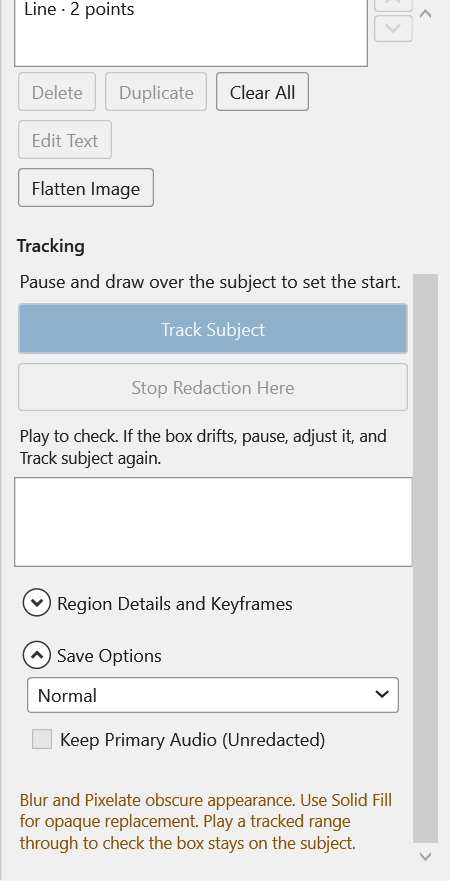 Line · 2 points
Delete
Duplicate
Clear All
Edit Text
Flatten Image
Tracking
Pause and draw over the subject to set the start.
Track Subject
Stop Redaction Here
Play to check. If the box drifts, pause, adjust it, and
Track subject again.
Region Details and Keyframes
Save Options
Normal
Keep Primary Audio (Unredacted)
Blur and Pixelate obscure appearance. Use Solid Fill
for opaque replacement. Play a tracked range
through to check the box stays on the subject.